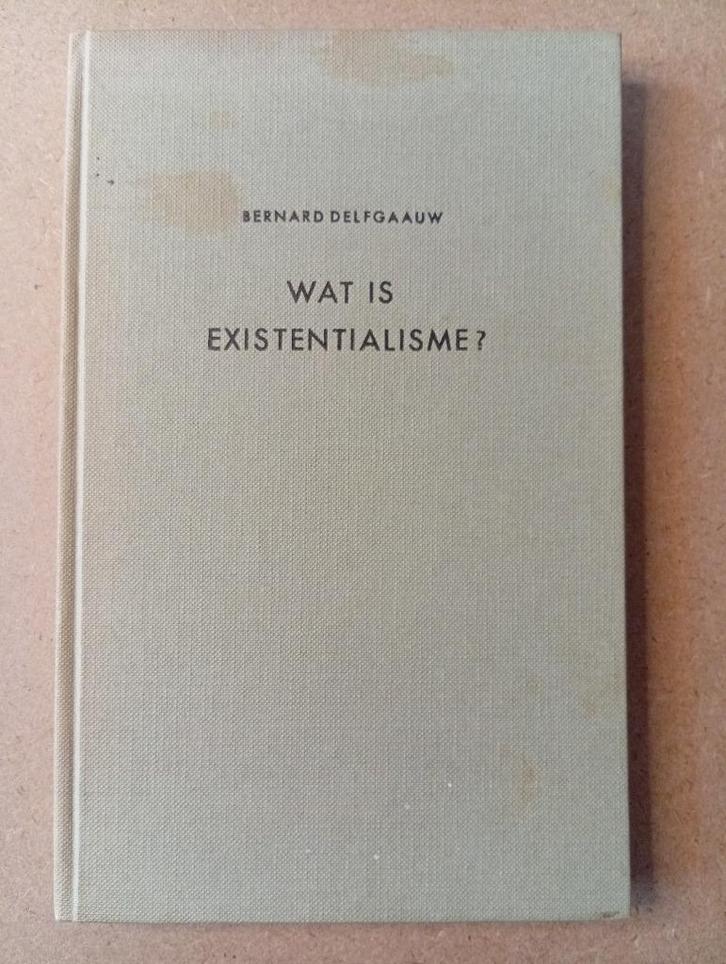 BERNARD DELFGAAUW
WAT IS
EXISTENTIALISME?